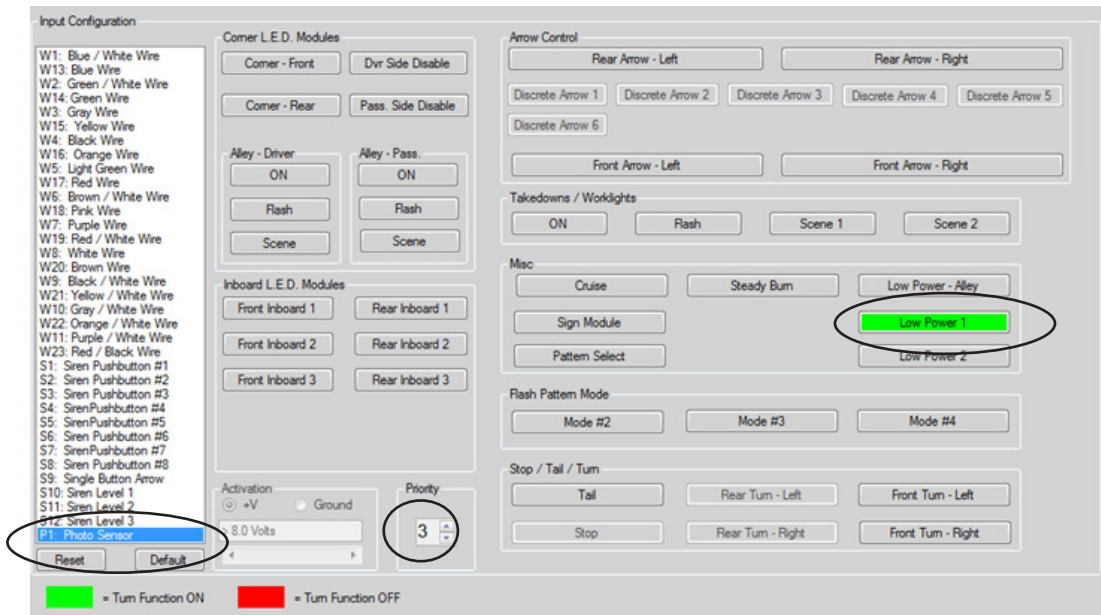 Input Configuration
W1: Blue / White Wire
W13: Blue Wire
W2: Green / White Wire
W14: Green Wire
W3: Gray Wire
W15: Yellow Wire
W4: Black Wire
W16: Orange Wire
W5: Light Green Wire
W17: Red Wire
W6: Brown / White Wire
W18: Pink Wire
W7: Purple Wire
W19: Red / White Wire
W8: White Wire
W20: Brown Wire
W9: Black / White Wire
W21: Yellow / White Wire
W10: Gray / White Wire
W22: Orange / White Wire
W11: Purple / White Wire
W23: Red / Black Wire
S1: Siren Pushbutton #1
S2: Siren Pushbutton #2
S3: Siren Pushbutton #3
S4: SirenPushbutton #4
S5: SirenPushbutton #5
S6: Siren Pushbutton #6
S7: SirenPushbutton #7
S8: Siren Pushbutton #8
S9: Single Button Arrow
S10: Siren Level 1
S11: Siren Level 2
S12: Siren Level 3
P1: Photo Sensor
Reset Default
Corner L.E.D. Modules
Corner - Front Dvr Side Disable
Corner - Rear Pass. Side Disable
Alley - Driver Alley - Pass.
ON ON
Flash Flash
Scene Scene
Inboard L.E.D. Modules
Front Inboard 1 Rear Inboard 1
Front Inboard 2 Rear Inboard 2
Front Inboard 3 Rear Inboard 3
Activation Priority
+V Ground
> 8.0 Volts 3
Arrow Control
Rear Arrow - Left Rear Arrow - Right
Discrete Arrow 1 Discrete Arrow 2 Discrete Arrow 3 Discrete Arrow 4 Discrete Arrow 5
Discrete Arrow 6
Front Arrow - Left Front Arrow - Right
Takedowns / Worklights
ON Flash Scene 1 Scene 2
Misc
Cruise Steady Burn Low Power - Alley
Sign Module Low Power 1
Pattern Select Low Power 2
Flash Pattern Mode
Mode #2 Mode #3 Mode #4
Stop / Tail / Turn
Tail Rear Turn - Left Front Turn - Left
Stop Rear Turn - Right Front Turn - Right
= Turn Function ON = Turn Function OFF